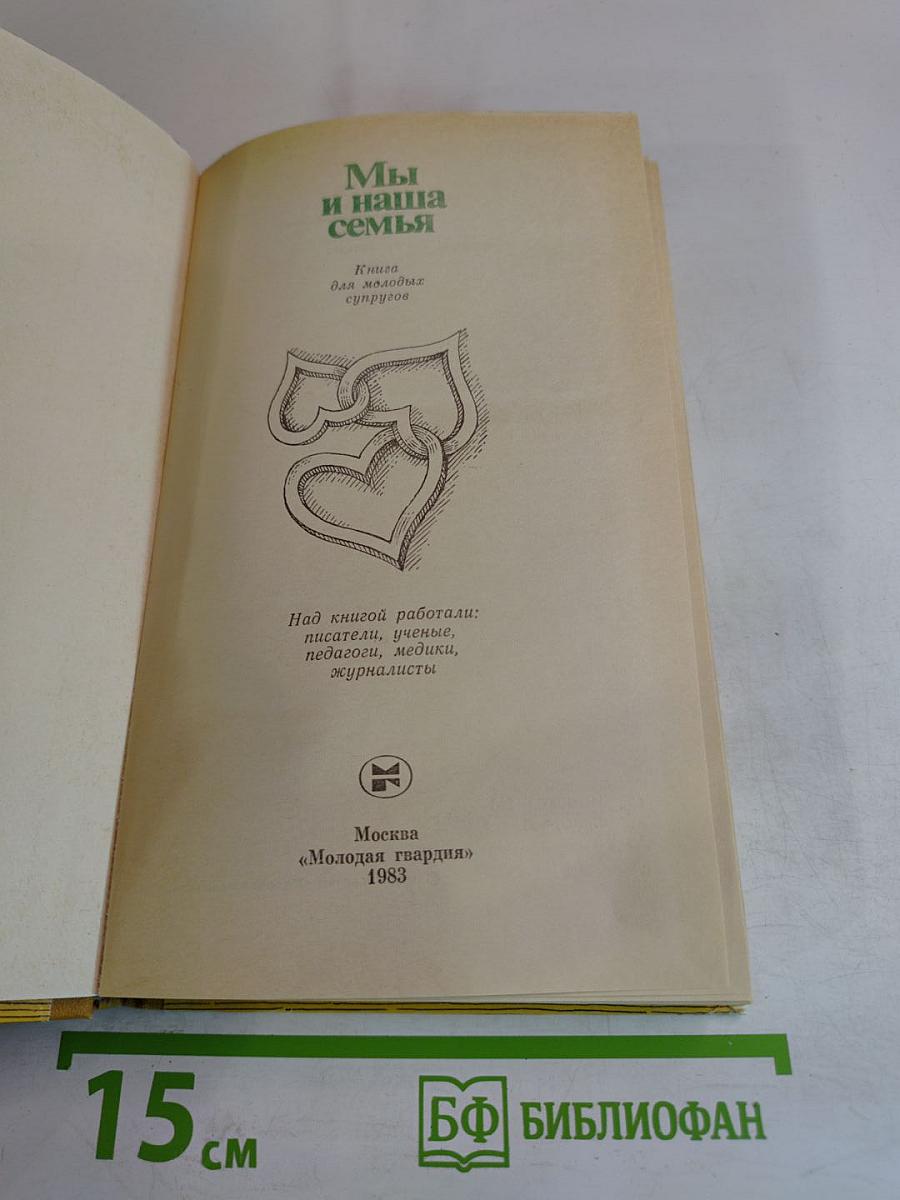 Мы
и наша
семья
Книга
для молодых
супругов
Над книгой работали:
писатели, ученые,
педагоги, медики,
журналисты
Москва
«Молодая гвардия»
1983
15 см
БФ БИБЛИОФАН